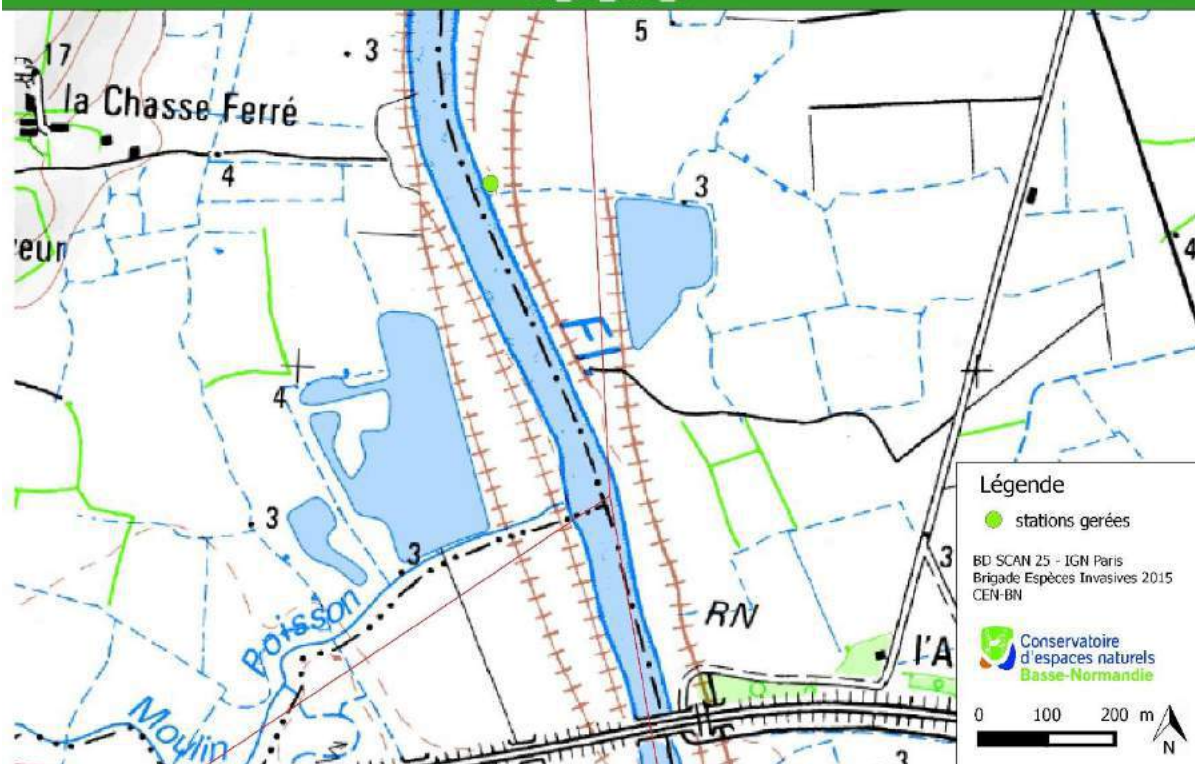 5
3
17
la Chasse Ferré
4
3
4
eur
4
3
3
Poisson
Moulin
RN
l'A
3
3
Légende
stations gerées
BD SCAN 25 - IGN Paris
Brigade Espèces Invasives 2015
CEN-BN
Conservatoire
d'espaces naturels
Basse-Normandie
0 100 200 m
N